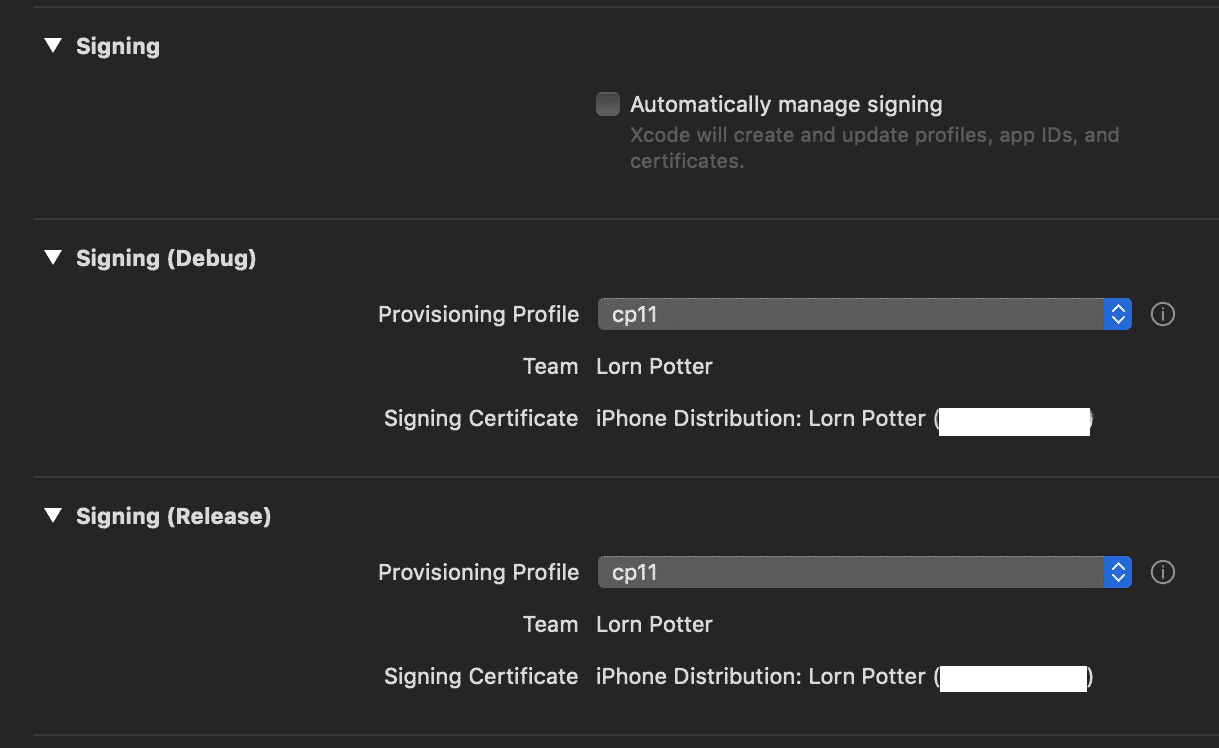 Signing
Automatically manage signing
Xcode will create and update profiles, app IDs, and
certificates.
Signing (Debug)
Provisioning Profile cp11
Team Lorn Potter
Signing Certificate iPhone Distribution: Lorn Potter ( )
Signing (Release)
Provisioning Profile cp11
Team Lorn Potter
Signing Certificate iPhone Distribution: Lorn Potter ( )